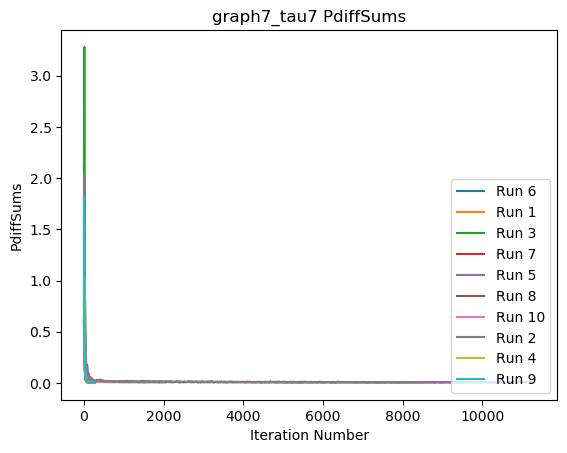 graph7_tau7 PdiffSums
PdiffSums
3.0
2.5
2.0
1.5
1.0
0.5
0.0
Run 6
Run 1
Run 3
Run 7
Run 5
Run 8
Run 10
Run 2
Run 4
Run 9
0
2000
4000
6000
8000
10000
Iteration Number